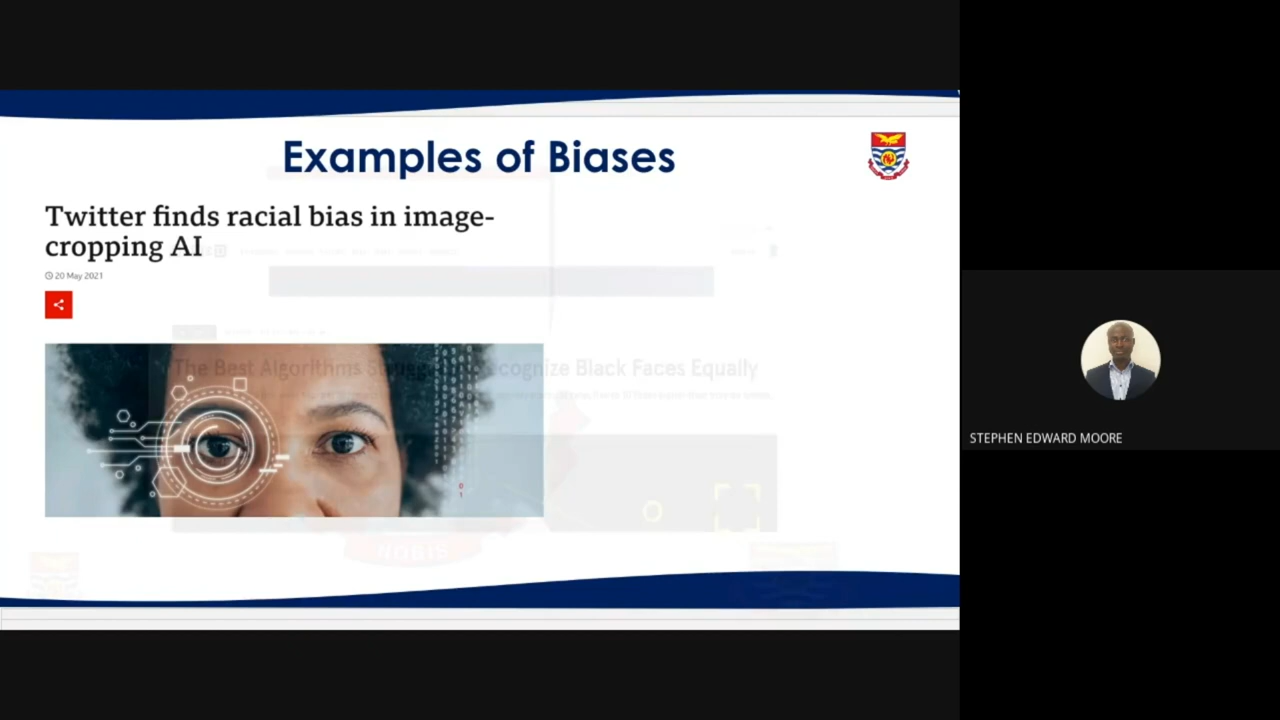 Examples of Biases
Twitter finds racial bias in image-
cropping AI
20 May 2021
The Best Algorithms Struggle to Recognize Black Faces Equally
NOBIS
STEPHEN EDWARD MOORE